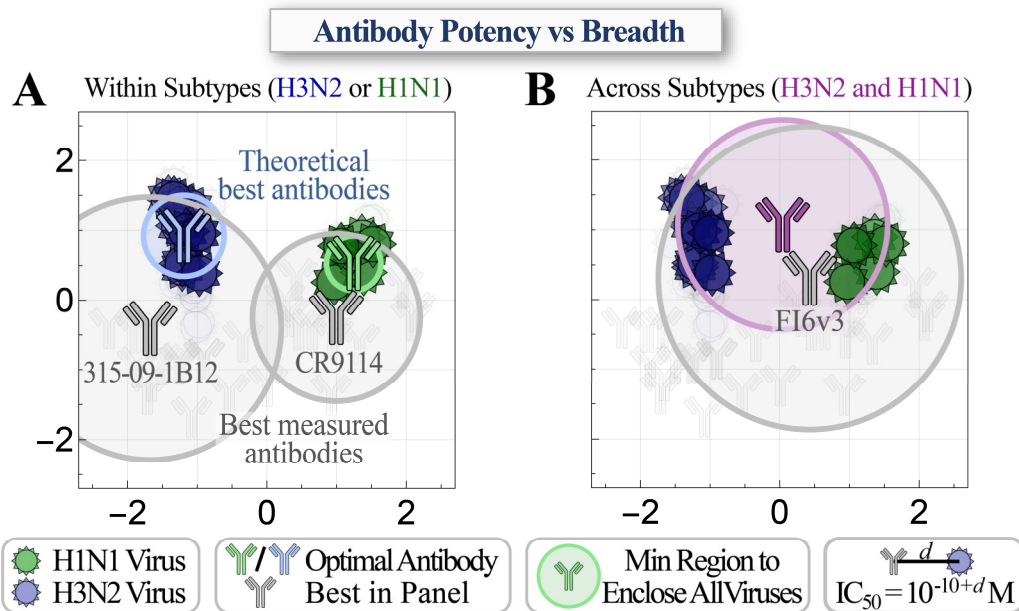 Antibody Potency vs Breadth
A
Within Subtypes (H3N2 or H1N1)
Theoretical
best antibodies
2
0
−2
315-09-1B12
CR9114
Best measured
antibodies
−2
0
2
B
Across Subtypes (H3N2 and H1N1)
FI6v3
−2
0
2
H1N1 Virus
H3N2 Virus
/ Optimal Antibody
Best in Panel
Min Region to
Enclose All Viruses
d
IC₅₀ = 10⁻¹⁰⁺ᵈ M